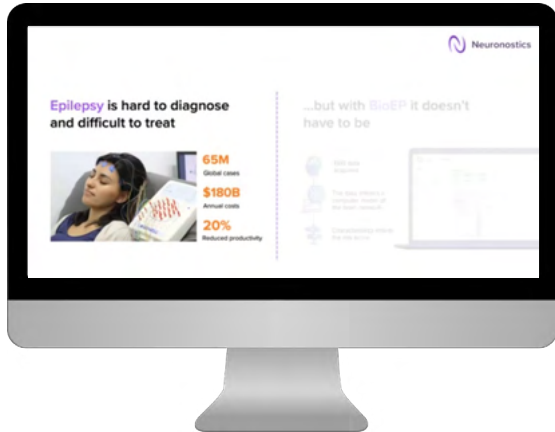 Neuronostics
Epilepsy is hard to diagnose
and difficult to treat
65M
Global cases
$180B
Annual costs
20%
Reduced productivity
...but with BioEP it doesn't
have to be